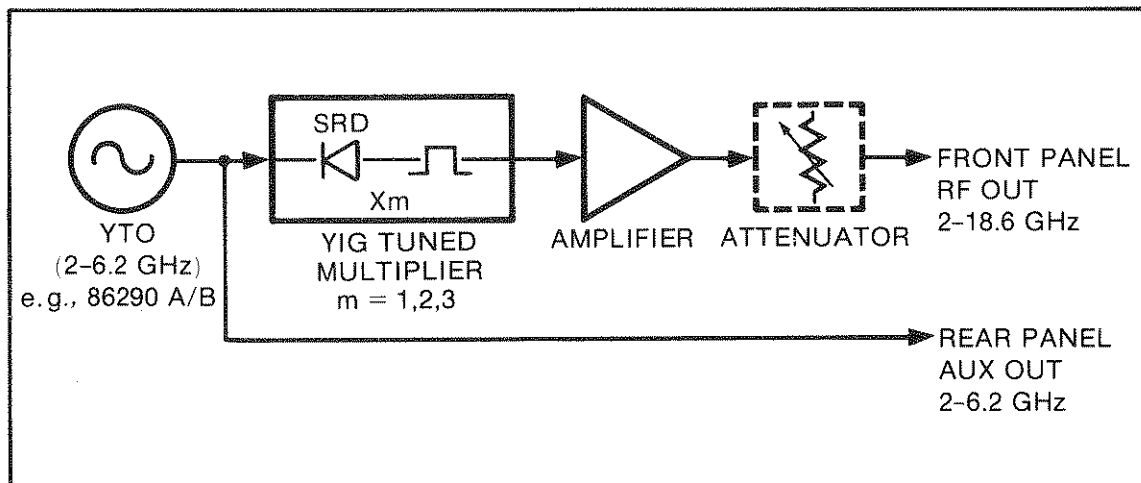 SRD
Xm
YTO
(2-6.2 GHz)
e.g., 86290 A/B
YIG TUNED
MULTIPLIER
m = 1,2,3
AMPLIFIER
ATTENUATOR
FRONT PANEL
RF OUT
2-18.6 GHz
REAR PANEL
AUX OUT
2-6.2 GHz